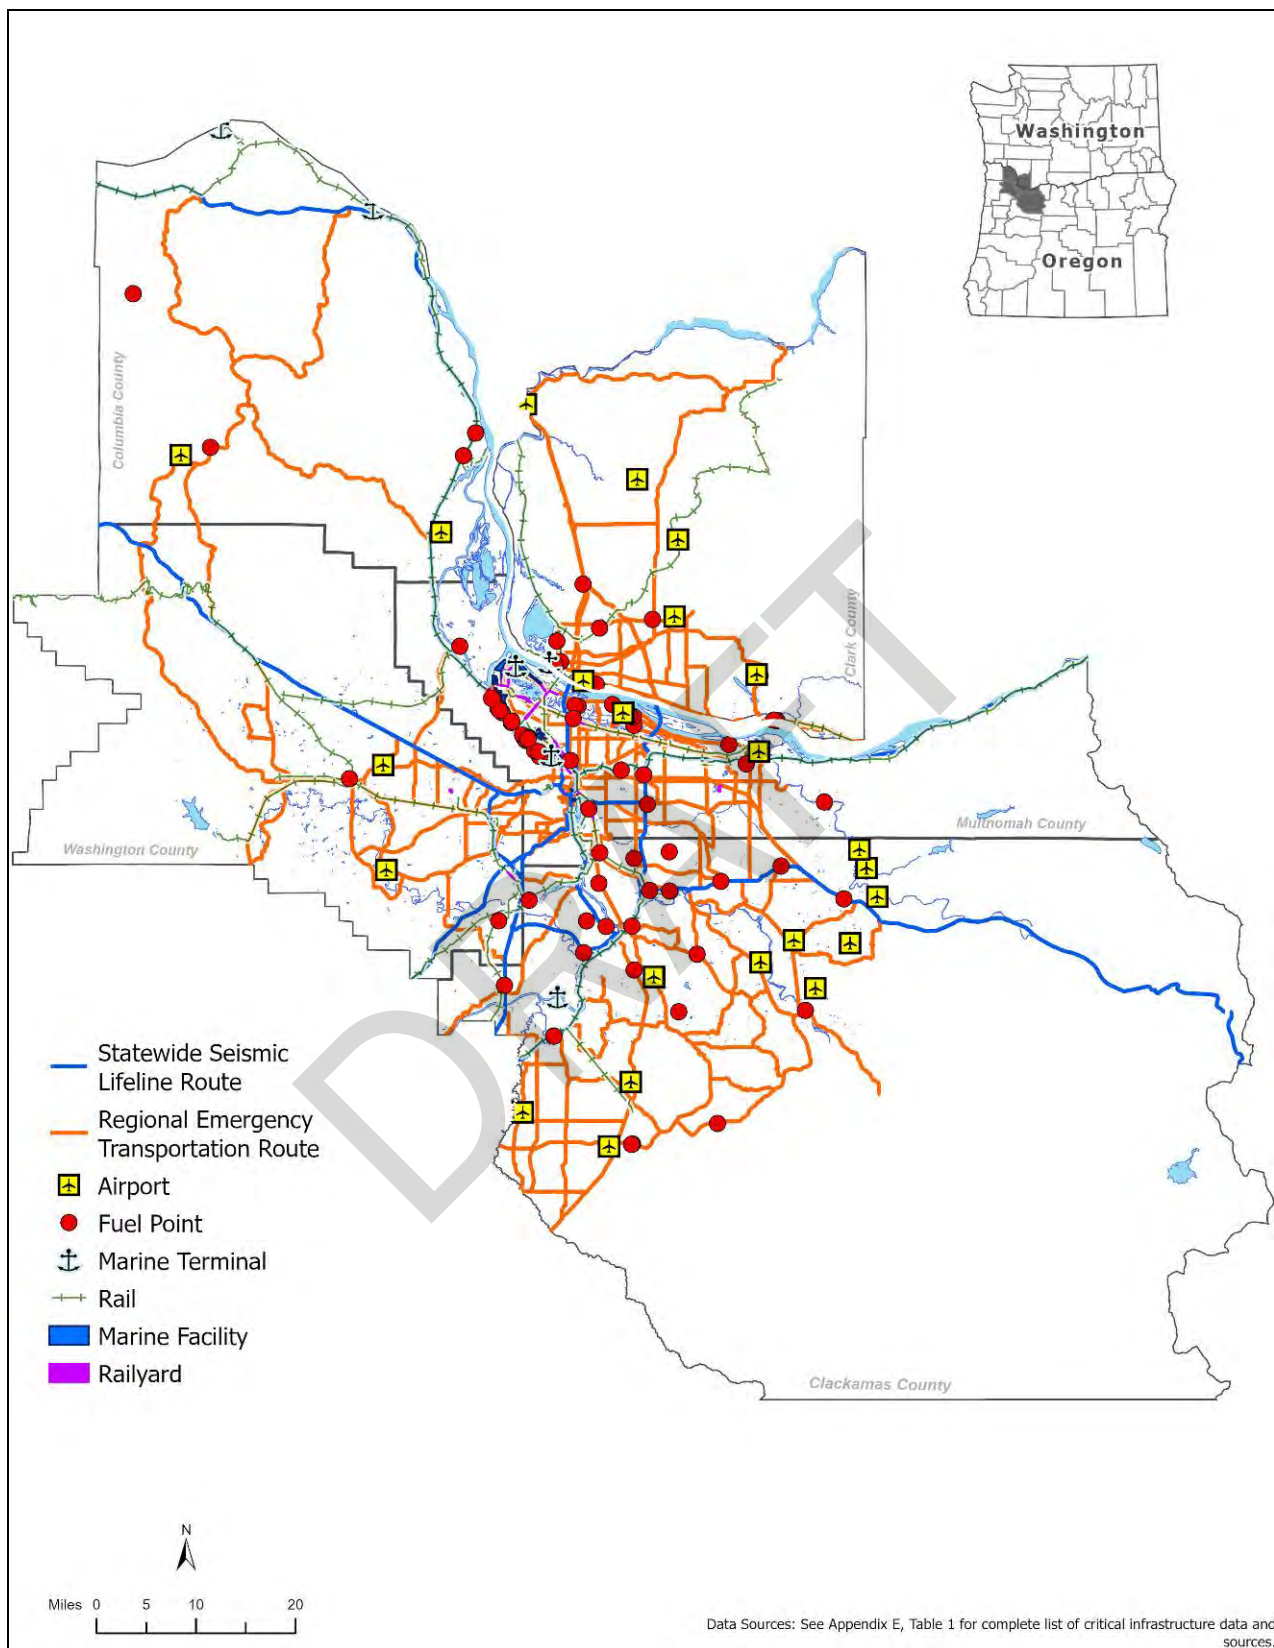 Washington
Oregon
Columbia County
Clark County
Multnomah County
Washington County
DRAFT
Statewide Seismic
Lifeline Route
Regional Emergency
Transportation Route
Airport
Fuel Point
Marine Terminal
Rail
Marine Facility
Railyard
Clackamas County
N
Miles 0 5 10 20
Data Sources: See Appendix E, Table 1 for complete list of critical infrastructure data and
sources